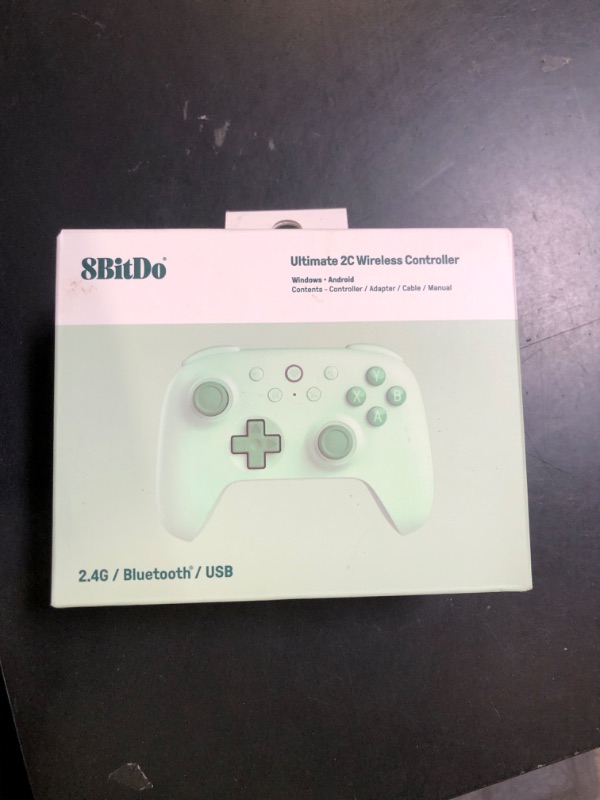 8BitDo®
Ultimate 2C Wireless Controller
Windows · Android
Contents - Controller / Adapter / Cable / Manual
Y
X B
A
2.4G / Bluetooth® / USB